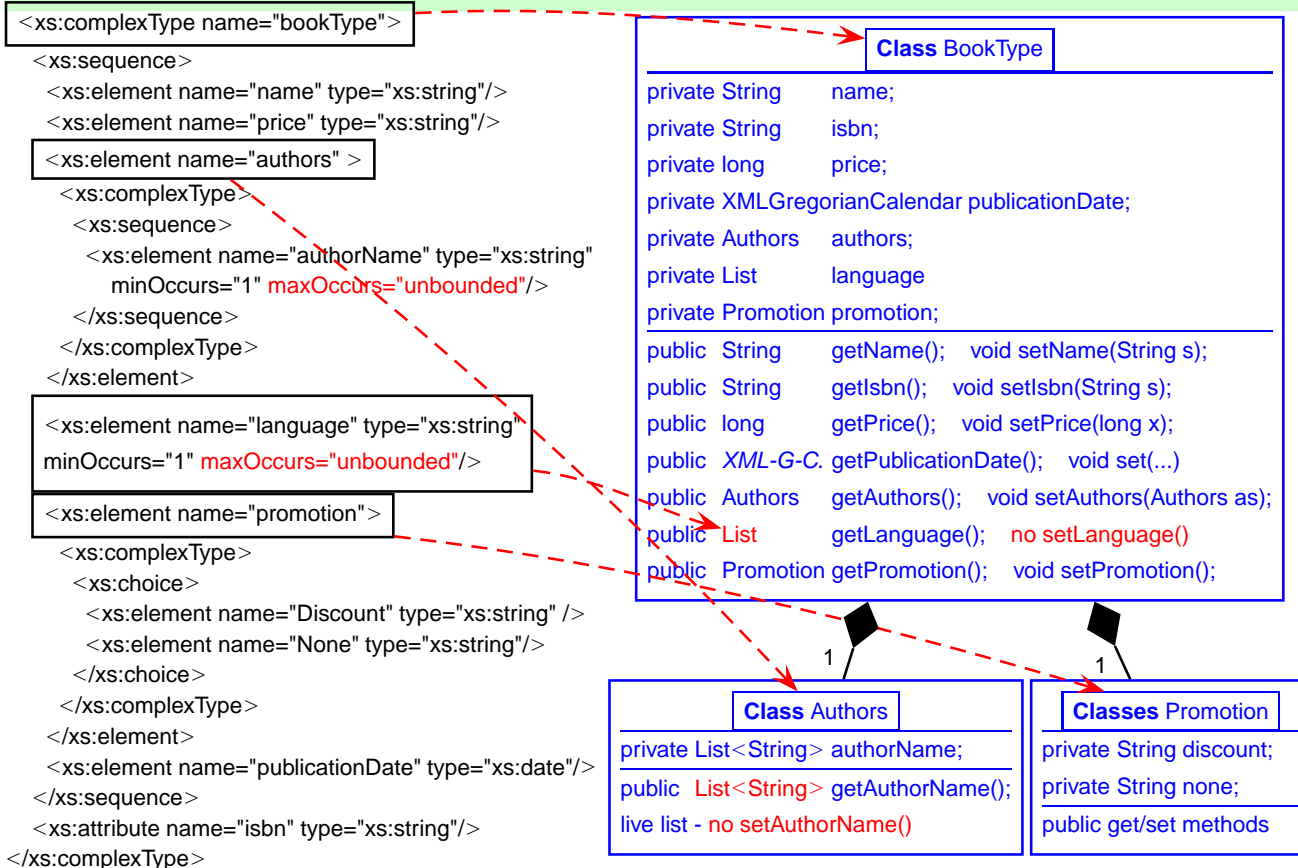 <xs:complexType name="bookType">
<xs:sequence>
<xs:element name="name" type="xs:string"/>
<xs:element name="price" type="xs:string"/>
<xs:element name="authors" >
<xs:complexType>
<xs:sequence>
<xs:element name="authorName" type="xs:string"
minOccurs="1" maxOccurs="unbounded"/>
</xs:sequence>
</xs:complexType>
</xs:element>
<xs:element name="language" type="xs:string"
minOccurs="1" maxOccurs="unbounded"/>
<xs:element name="promotion">
<xs:complexType>
<xs:choice>
<xs:element name="Discount" type="xs:string" />
<xs:element name="None" type="xs:string"/>
</xs:choice>
</xs:complexType>
</xs:element>
<xs:element name="publicationDate" type="xs:date"/>
</xs:sequence>
<xs:attribute name="isbn" type="xs:string"/>
</xs:complexType>
Class BookType
private String name;
private String isbn;
private long price;
private XMLGregorianCalendar publicationDate;
private Authors authors;
private List language
private Promotion promotion;
public String getName(); void setName(String s);
public String getIsbn(); void setIsbn(String s);
public long getPrice(); void setPrice(long x);
public XML-G-C. getPublicationDate(); void set(...)
public Authors getAuthors(); void setAuthors(Authors as);
public List getLanguage(); no setLanguage()
public Promotion getPromotion(); void setPromotion();
1
1
Class Authors
private List<String> authorName;
public List<String> getAuthorName();
live list - no setAuthorName()
Classes Promotion
private String discount;
private String none;
public get/set methods